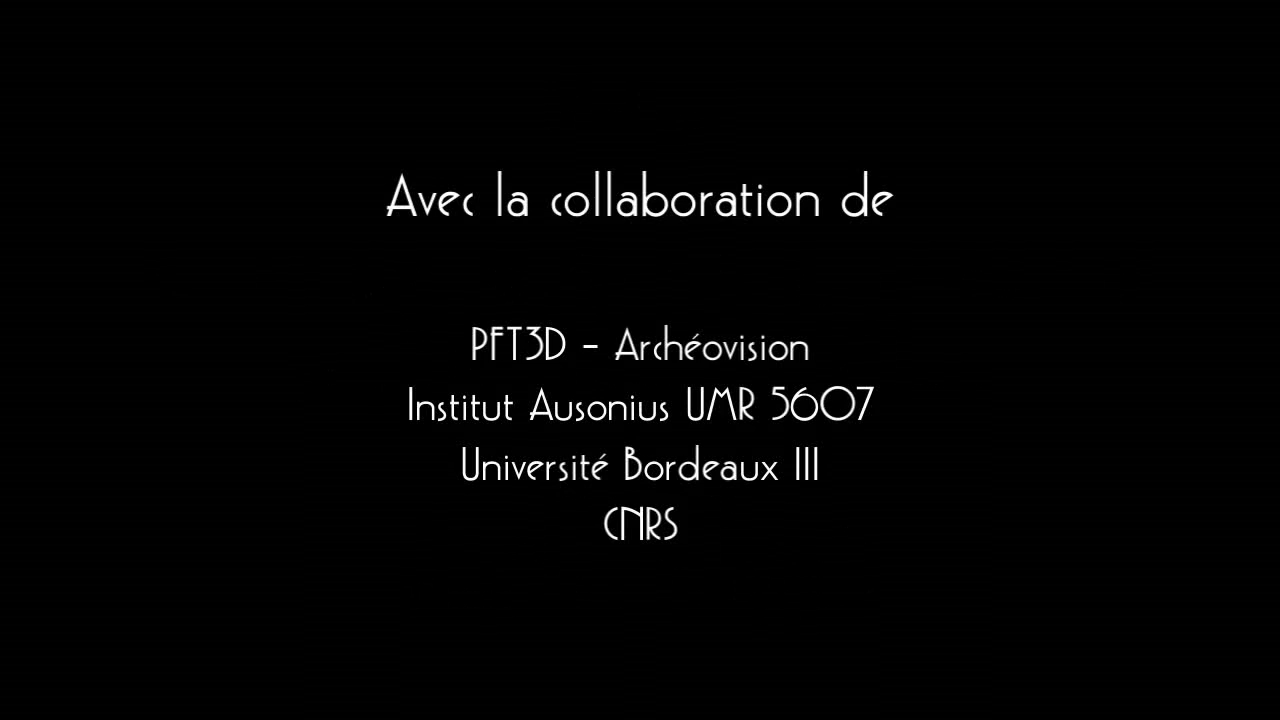 Avec la collaboration de
PFT3D - Archéovision
Institut Ausonius UMR 5607
Université Bordeaux III
CNRS